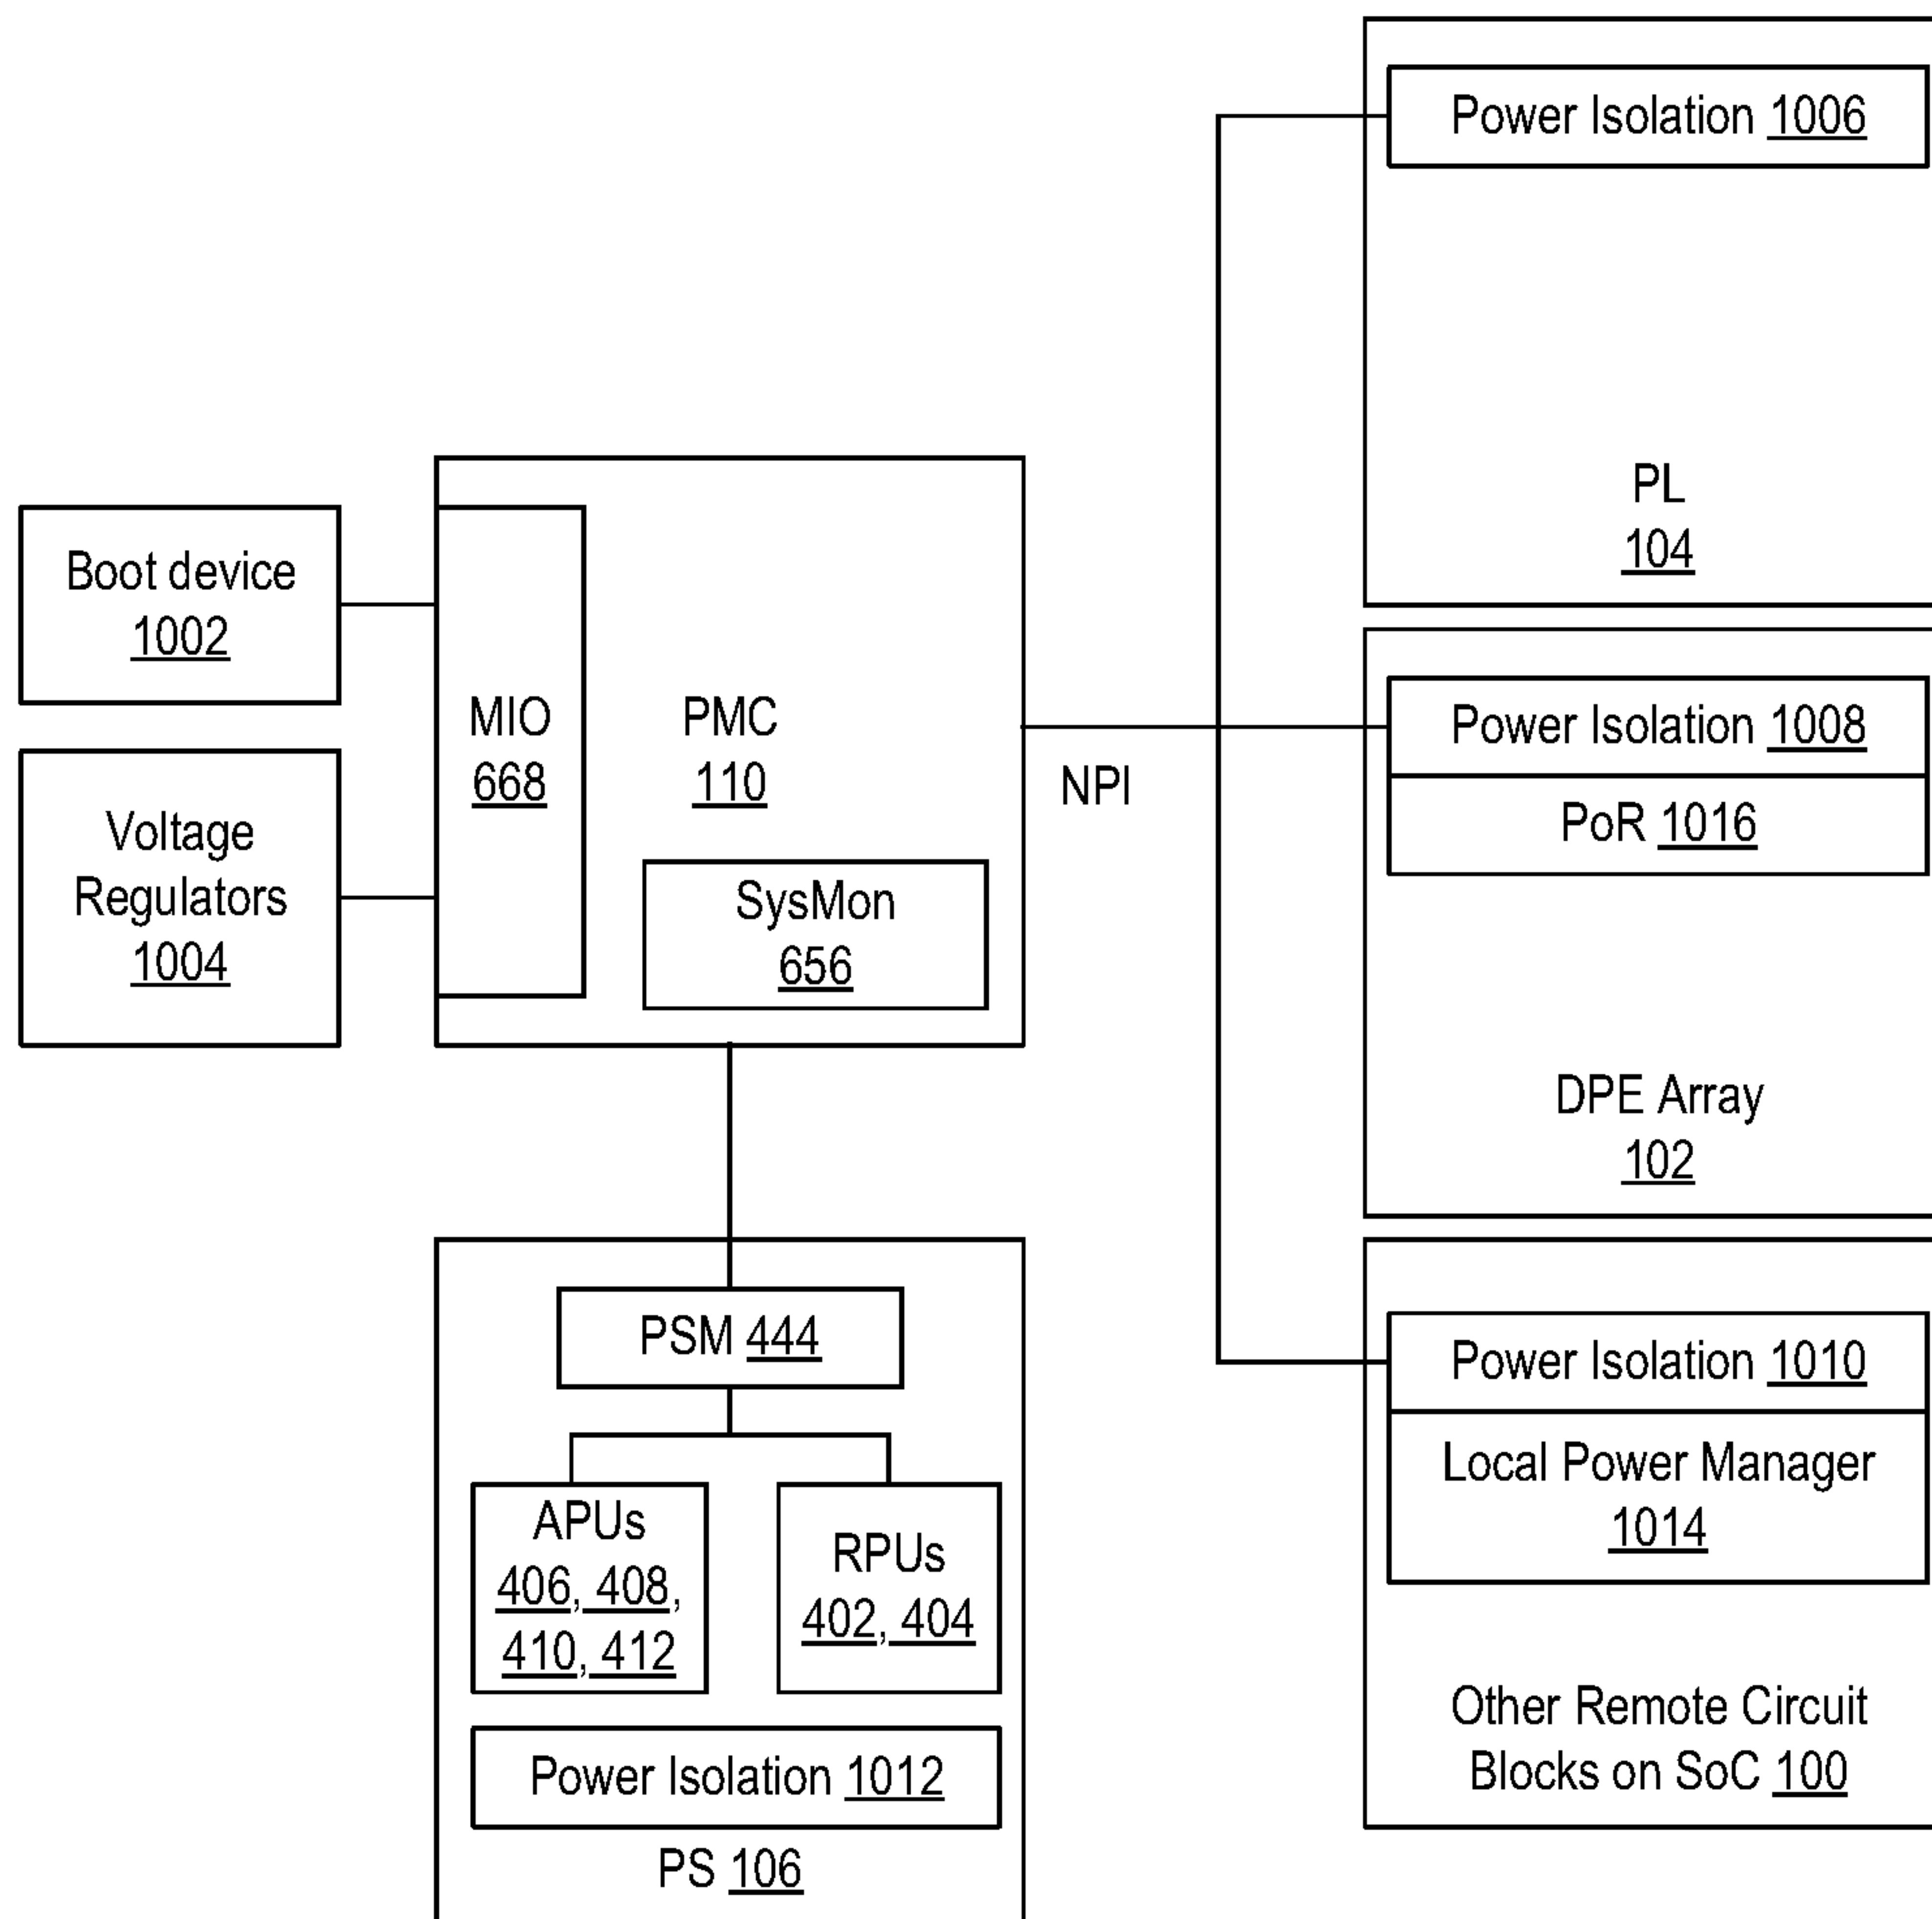 Power Isolation 1006
PL
104
Boot device
1002
Voltage
Regulators
1004
MIO
668
PMC
110
SysMon
656
NPI
Power Isolation 1008
PoR 1016
DPE Array
102
PSM 444
APUs
406, 408,
410, 412
RPUs
402, 404
Power Isolation 1012
PS 106
Power Isolation 1010
Local Power Manager
1014
Other Remote Circuit
Blocks on SoC 100